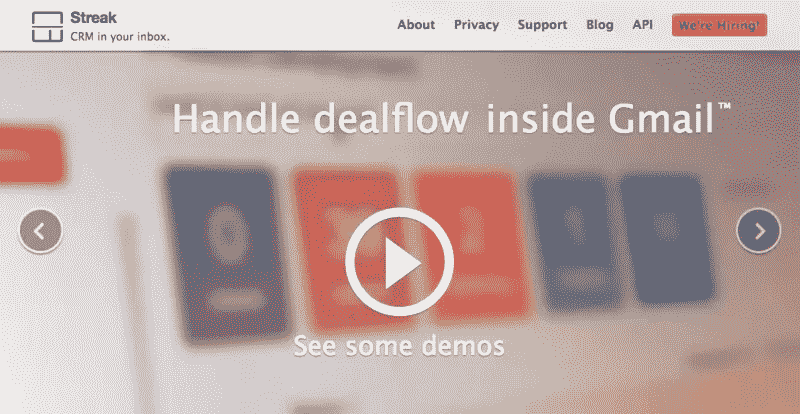 Streak
CRM in your inbox.
About Privacy Support Blog API We're Hiring!
Handle dealflow inside Gmail™
See some demos